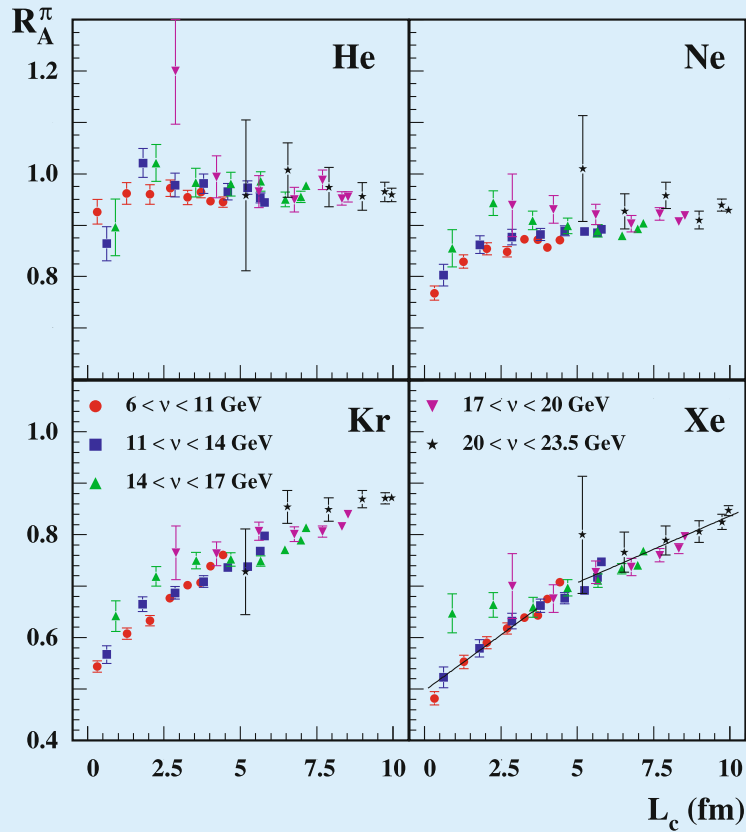 R_A^π
He
Ne
1.2
1.0
0.8
Kr
Xe
6 < ν < 11 GeV
11 < ν < 14 GeV
14 < ν < 17 GeV
17 < ν < 20 GeV
20 < ν < 23.5 GeV
1.0
0.8
0.6
0.4
0 2.5 5 7.5 10
0 2.5 5 7.5 10
L_c (fm)